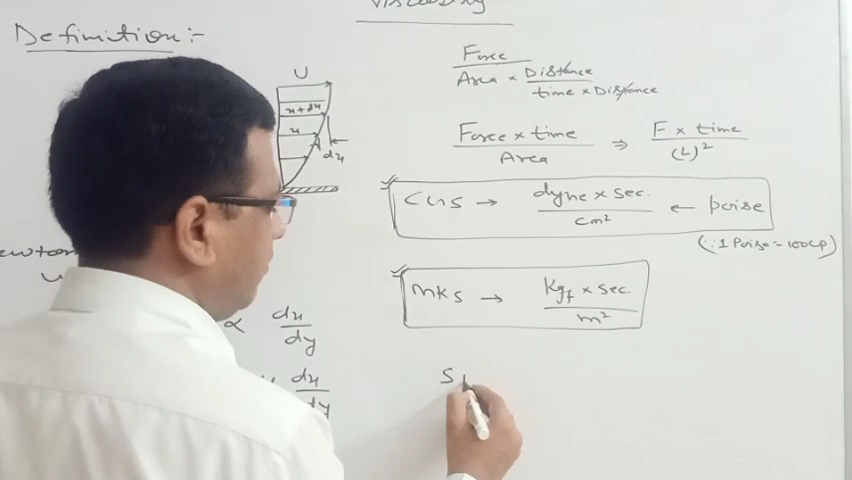 Viscosity
Definition:-
U
u+du
u
du
Force
Area × Distance
time × Distance
Force × time
Area
⇒ F × time
(L)²
CGS → dyne × sec.
cm²
← poise
(∵ 1 Poise = 100cp)
MKS → Kgf × sec.
m²
∝ du
dy
du
dy
S